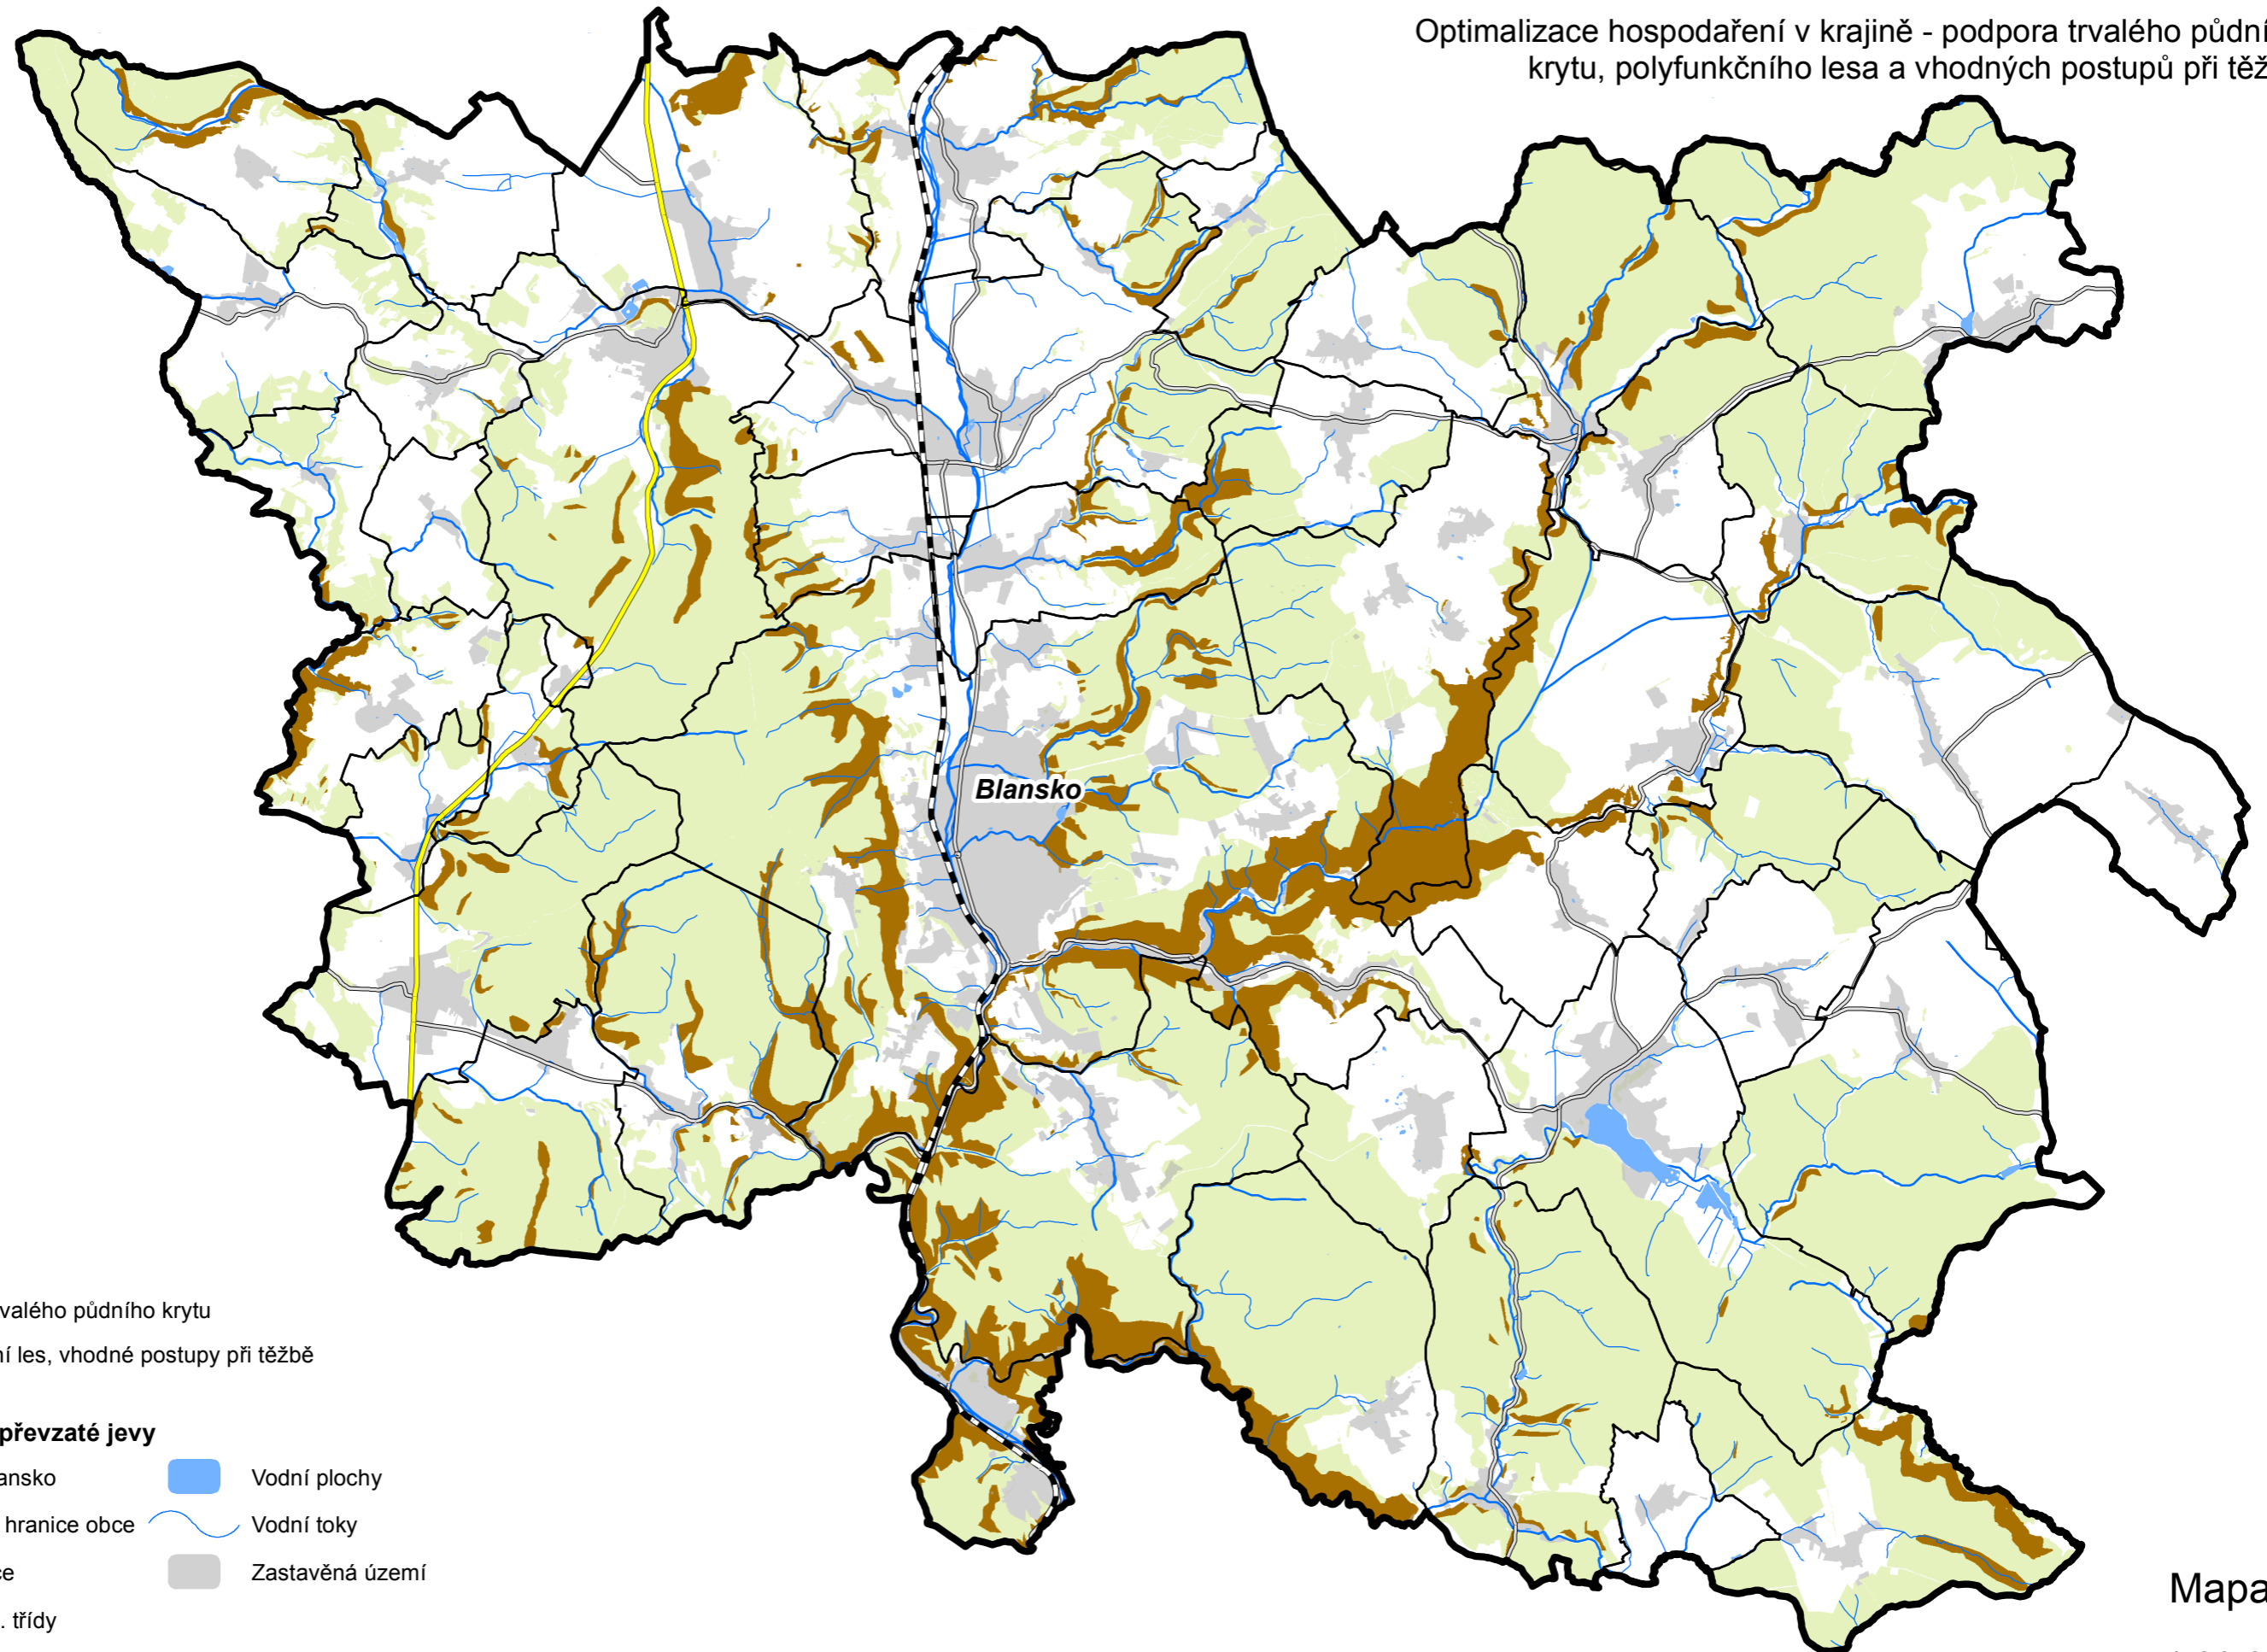 Optimalizace hospodaření v krajině - podpora trvalého půdní
krytu, polyfunkčního lesa a vhodných postupů při těž
Blansko
valého půdního krytu
ní les, vhodné postupy při těžbě
převzaté jevy
ansko
Vodní plochy
hranice obce
Vodní toky
ce
Zastavěná území
. třídy
Mapa